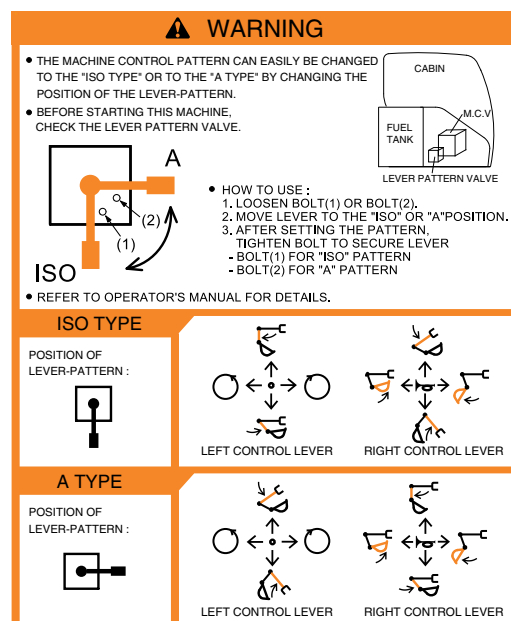 WARNING
• THE MACHINE CONTROL PATTERN CAN EASILY BE CHANGED
TO THE "ISO TYPE" OR TO THE "A TYPE" BY CHANGING THE
POSITION OF THE LEVER-PATTERN.
• BEFORE STARTING THIS MACHINE,
CHECK THE LEVER PATTERN VALVE.
CABIN
M.C.V
FUEL
TANK
LEVER PATTERN VALVE
A
(2)
(1)
ISO
• HOW TO USE :
1. LOOSEN BOLT(1) OR BOLT(2).
2. MOVE LEVER TO THE "ISO" OR "A"POSITION.
3. AFTER SETTING THE PATTERN,
TIGHTEN BOLT TO SECURE LEVER
- BOLT(1) FOR "ISO" PATTERN
- BOLT(2) FOR "A" PATTERN
• REFER TO OPERATOR'S MANUAL FOR DETAILS.
ISO TYPE
POSITION OF
LEVER-PATTERN :
LEFT CONTROL LEVER
RIGHT CONTROL LEVER
A TYPE
POSITION OF
LEVER-PATTERN :
LEFT CONTROL LEVER
RIGHT CONTROL LEVER